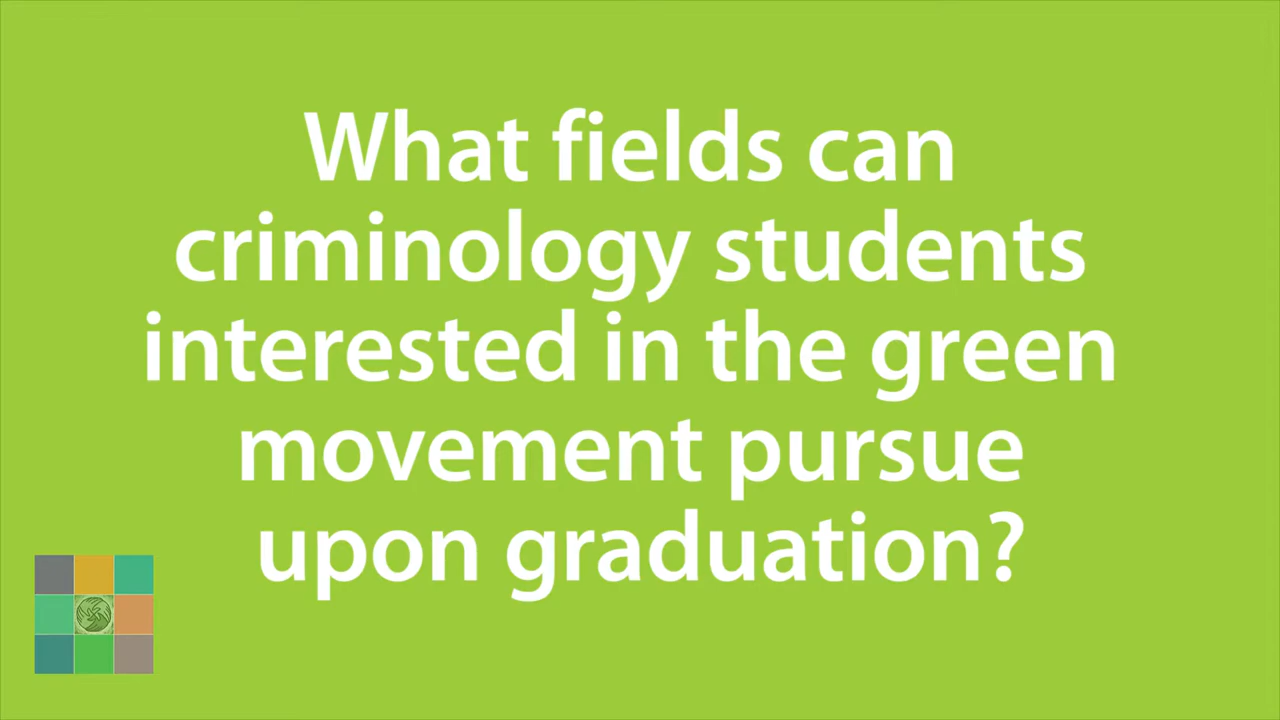 What fields can
criminology students
interested in the green
movement pursue
upon graduation?